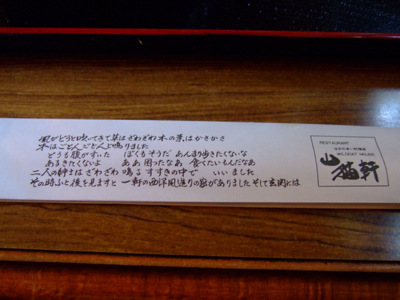 風がどうと吹いてきて草はざわざわ木の葉はかさかさ
木はごとんごとんと鳴りました
どうも腹がすいた ぼくもそうだ あんまり歩きたくないな
あるきたくないよ ああ困ったなあ 食べたいもんだなあ
二人の紳士はざわざわ鳴るすすきの中で いいました
その時ふと後を見ますと 一軒の西洋風造りの家がありました そして玄関には
RESTAURANT
WILDCAT HOUSE
山猫軒